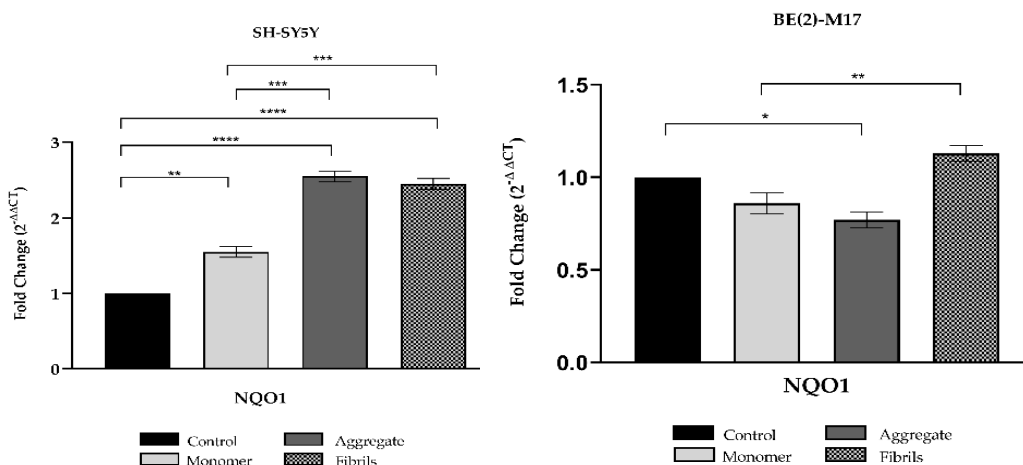 SH-SY5Y
***
***
****
****
**
Fold Change (2^-ΔΔCT)
3
2
1
0
NQO1
Control
Aggregate
Monomer
Fibrils
BE(2)-M17
**
*
Fold Change (2^-ΔΔCT)
1.5
1.0
0.5
0.0
NQO1
Control
Aggregate
Monomer
Fibrils